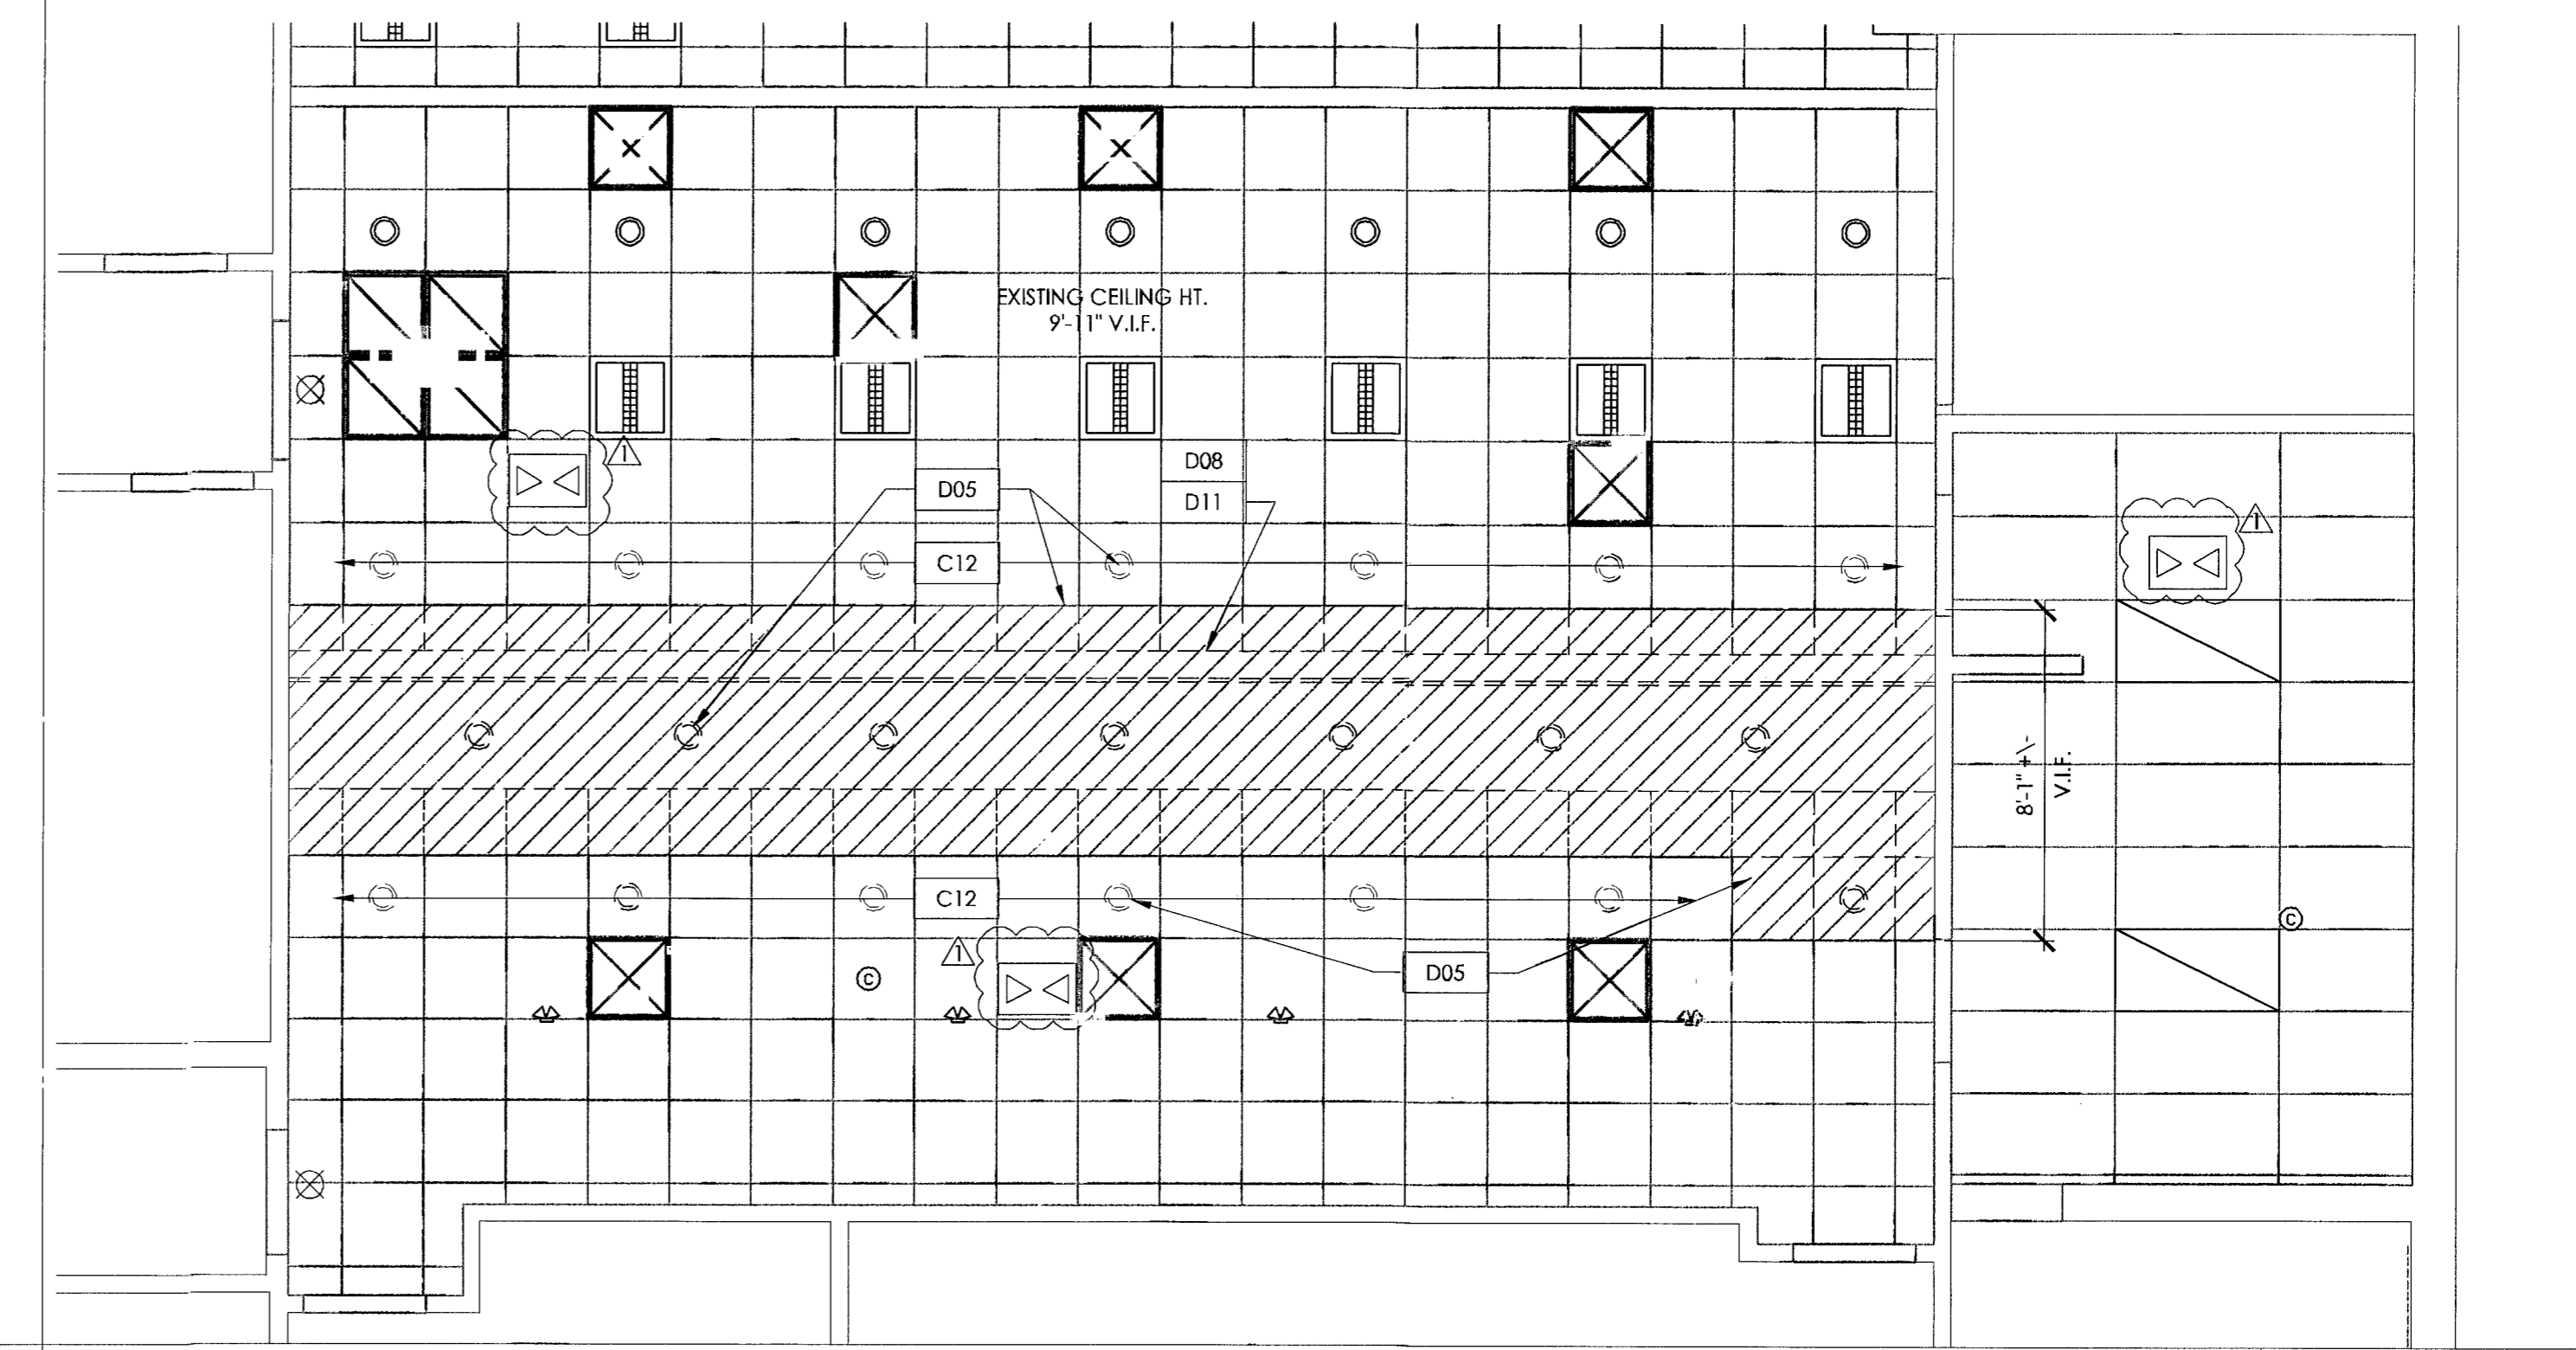 EXISTING CEILING HT.
9'-11" V.I.F.
1
D05
D08
D11
1
C12
8'-1" +\-
V.I.F.
C12
C
1
C
D05